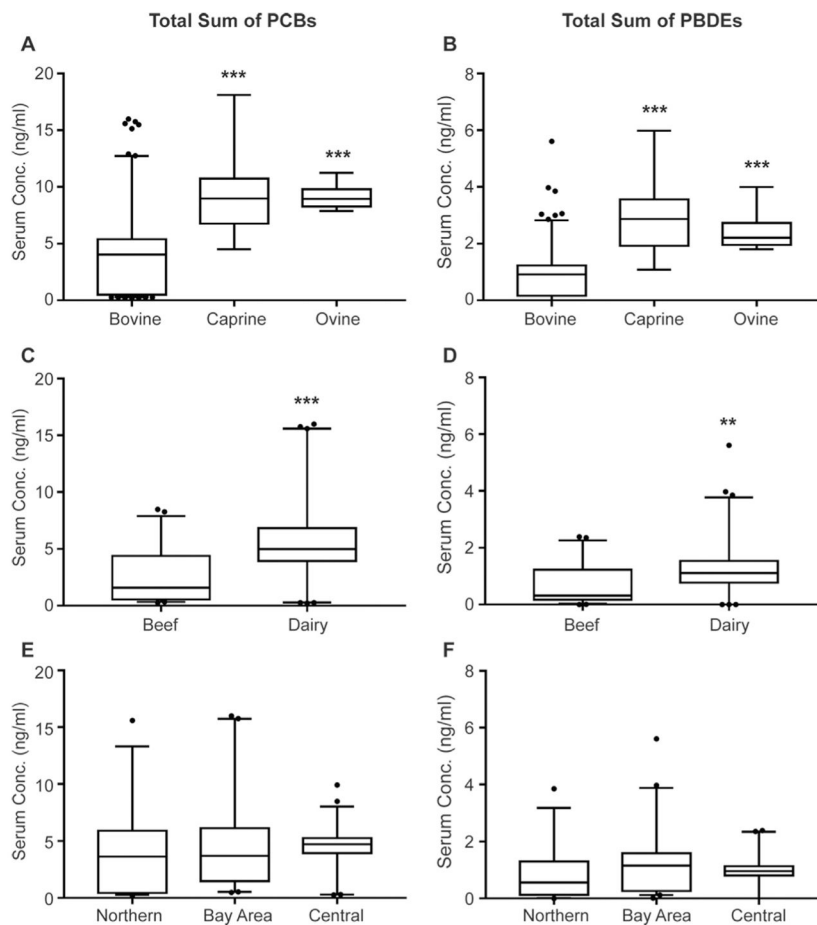 Total Sum of PCBs
Total Sum of PBDEs
A
Serum Conc. (ng/ml)
20
15
10
5
0
***
***
Bovine Caprine Ovine
B
Serum Conc. (ng/ml)
8
6
4
2
0
***
***
Bovine Caprine Ovine
C
Serum Conc. (ng/ml)
20
15
10
5
0
***
Beef Dairy
D
Serum Conc. (ng/ml)
8
6
4
2
0
**
Beef Dairy
E
Serum Conc. (ng/ml)
20
15
10
5
0
Northern Bay Area Central
F
Serum Conc. (ng/ml)
8
6
4
2
0
Northern Bay Area Central